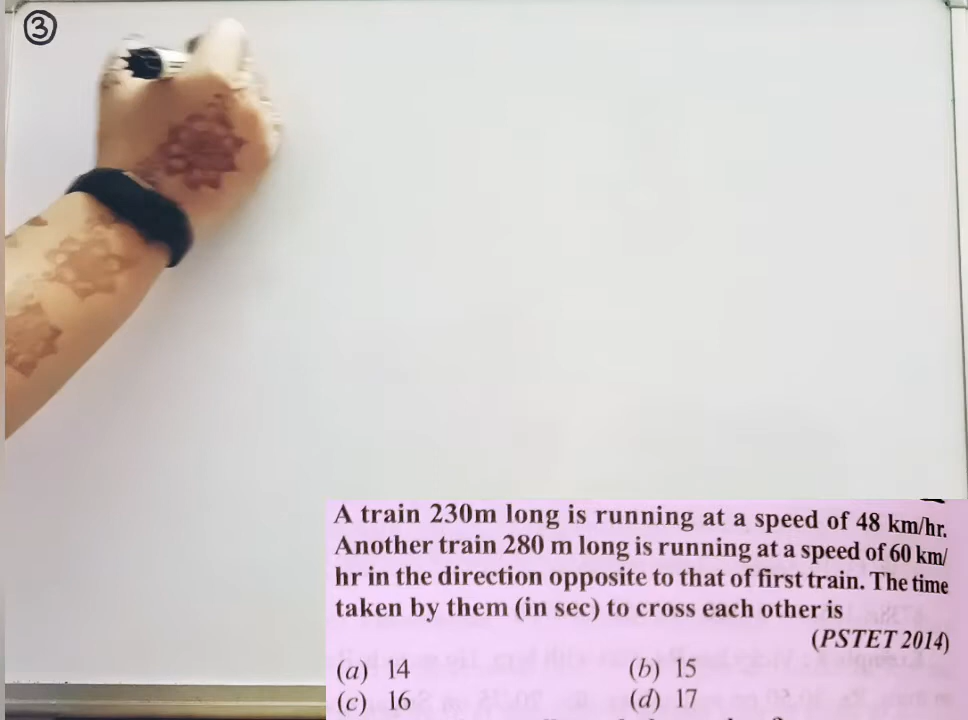 3
A train 230m long is running at a speed of 48 km/hr.
Another train 280 m long is running at a speed of 60 km/
hr in the direction opposite to that of first train. The time
taken by them (in sec) to cross each other is
(PSTET 2014)
(a) 14 (b) 15
(c) 16 (d) 17